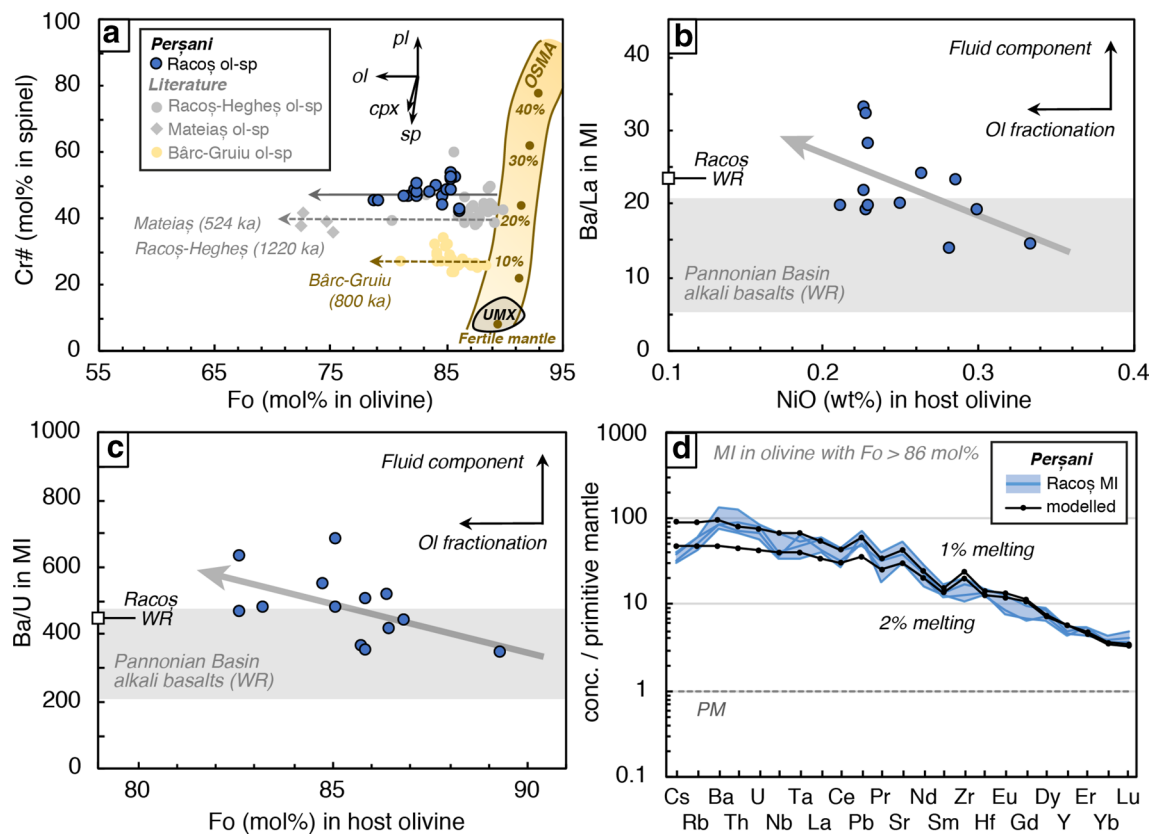 a
Cr# (mol% in spinel)
100
80
60
40
20
0
55
65
75
85
95
Fo (mol% in olivine)
Perșani
Racoș ol-sp
Literature
Racoș-Hegheș ol-sp
Mateiaș ol-sp
Bârc-Gruiu ol-sp
pl
ol
cpx
sp
OSMA
40%
30%
20%
10%
Mateiaș (524 ka)
Racoș-Hegheș (1220 ka)
Bârc-Gruiu
(800 ka)
UMX
Fertile mantle
b
Ba/La in MI
40
30
20
10
0
0.1
0.2
0.3
0.4
NiO (wt%) in host olivine
Fluid component
Ol fractionation
Racoș
WR
Pannonian Basin
alkali basalts (WR)
c
Ba/U in MI
1000
800
600
400
200
0
80
85
90
Fo (mol%) in host olivine
Fluid component
Ol fractionation
Racoș
WR
Pannonian Basin
alkali basalts (WR)
d
conc. / primitive mantle
1000
100
10
1
0.1
MI in olivine with Fo > 86 mol%
Perșani
Racoș MI
modelled
1% melting
2% melting
PM
Cs Ba U Ta Ce Pr Nd Zr Eu Dy Er Lu
Rb Th Nb La Pb Sr Sm Hf Gd Y Yb